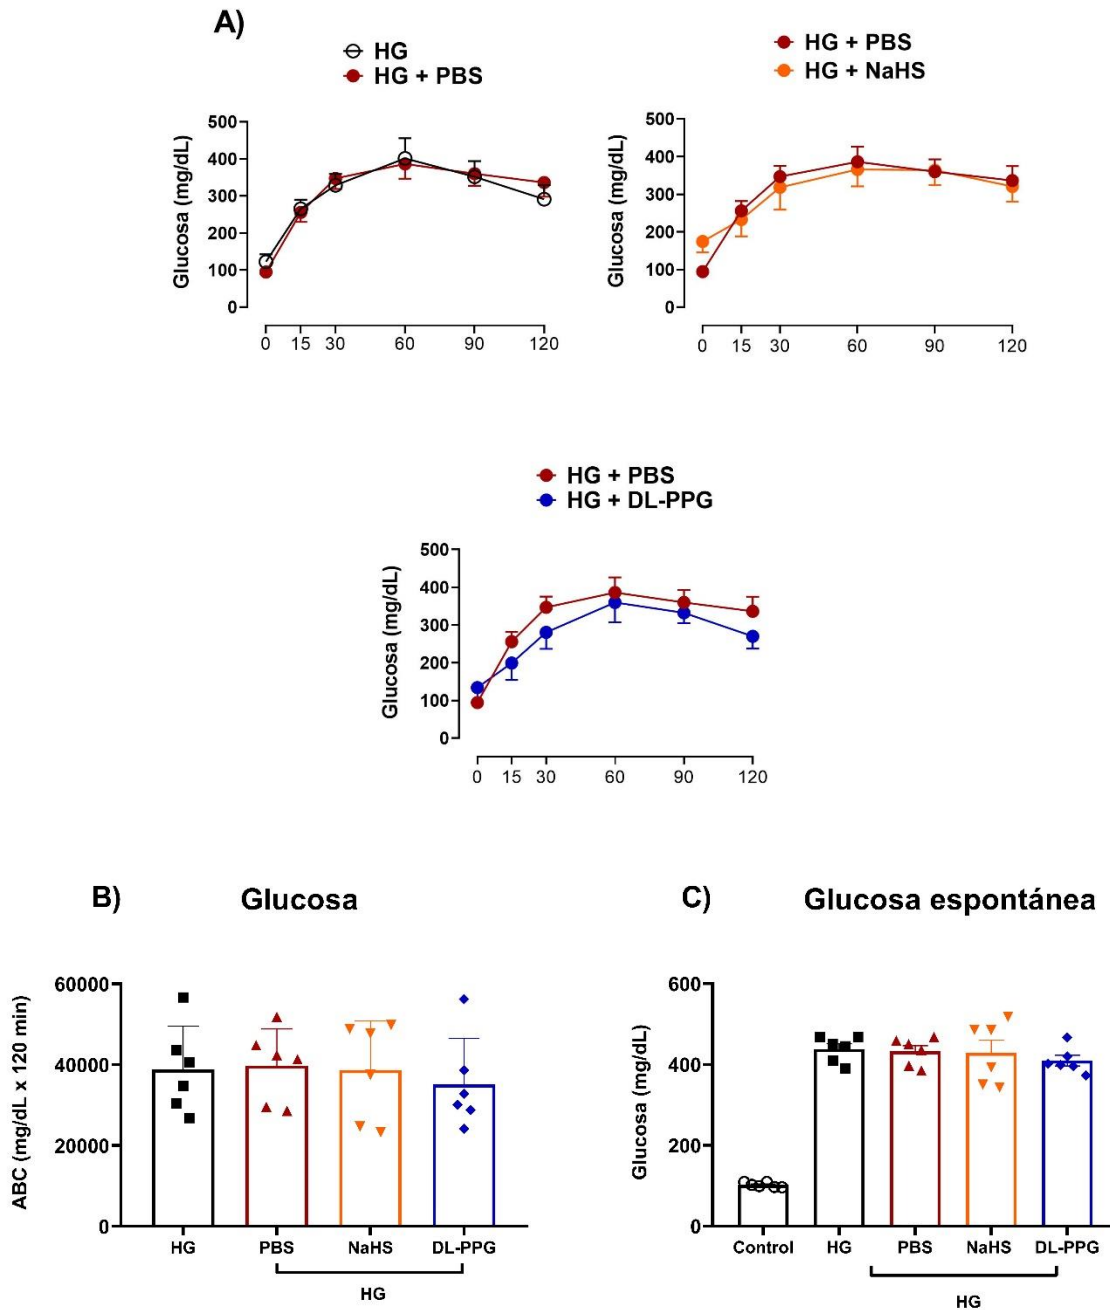 A)
HG
HG + PBS
Glucosa (mg/dL)
500
400
300
200
100
0
0 15 30 60 90 120
HG + PBS
HG + NaHS
Glucosa (mg/dL)
500
400
300
200
100
0
0 15 30 60 90 120
HG + PBS
HG + DL-PPG
Glucosa (mg/dL)
500
400
300
200
100
0
0 15 30 60 90 120
B) Glucosa
ABC (mg/dL x 120 min)
60000
40000
20000
0
HG PBS NaHS DL-PPG
HG
C) Glucosa espontánea
Glucosa (mg/dL)
600
400
200
0
Control HG PBS NaHS DL-PPG
HG